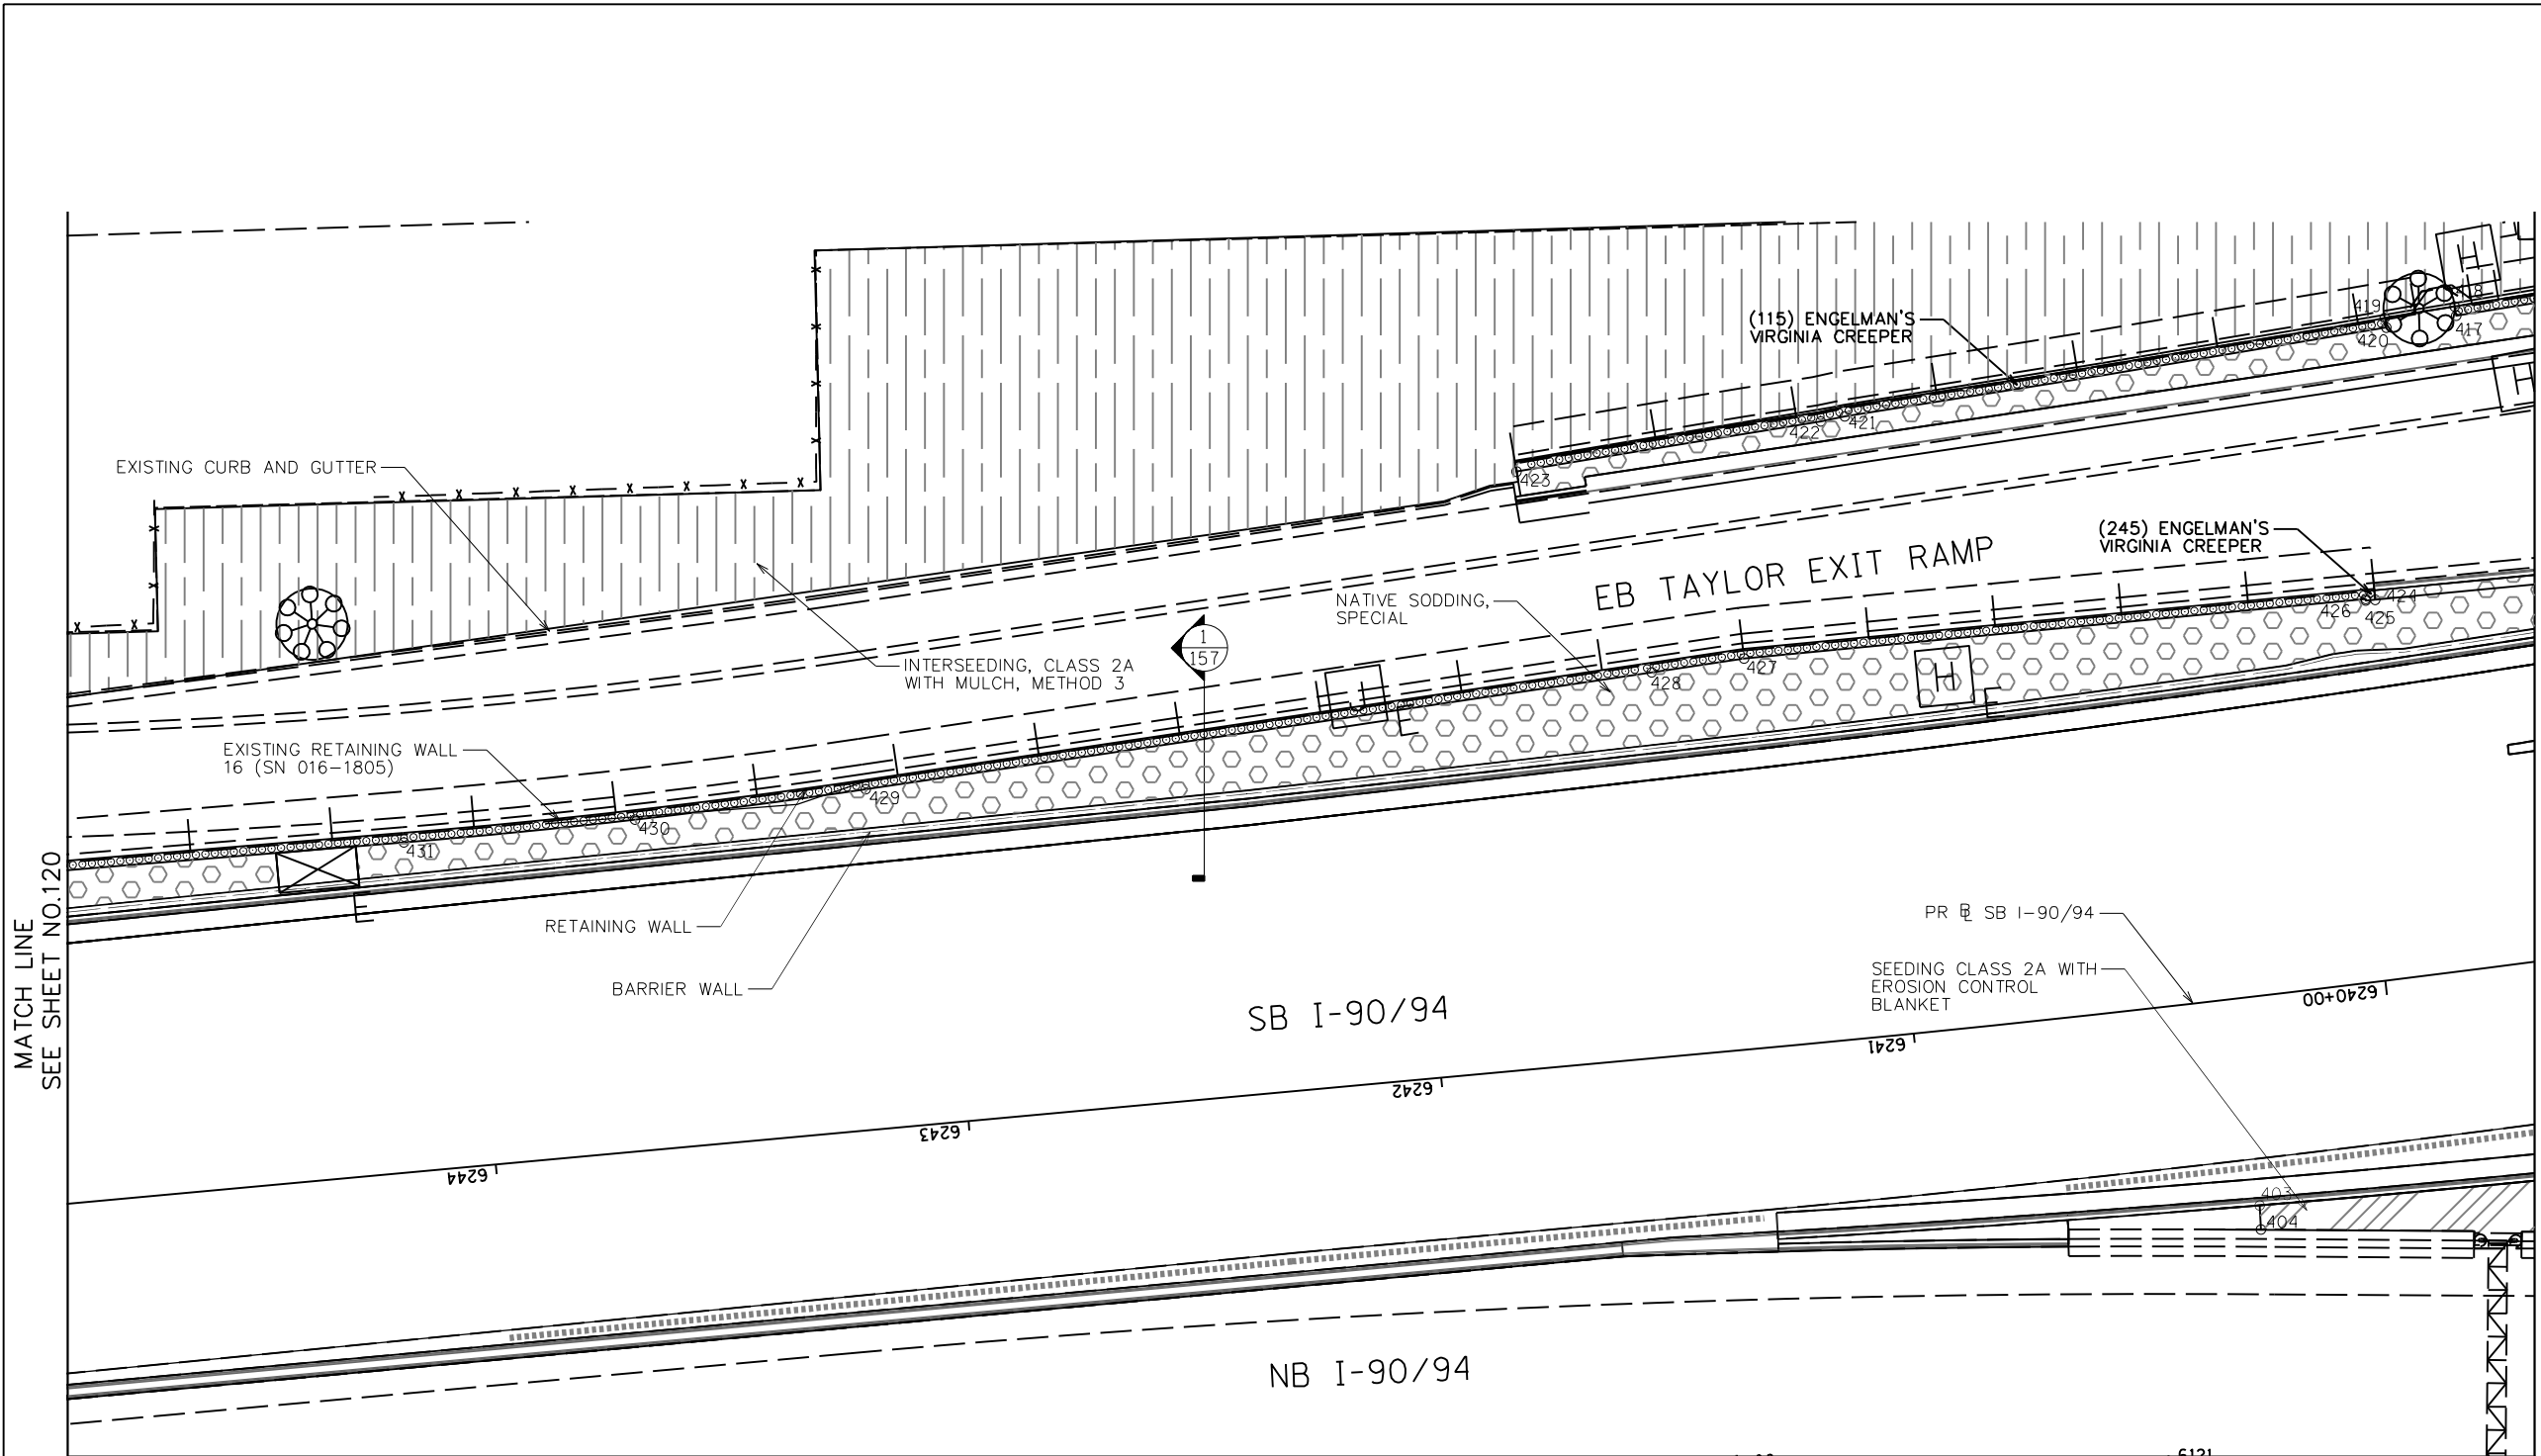 (115) ENGELMAN'S
VIRGINIA CREEPER
419
418
417
420
421
422
423
EXISTING CURB AND GUTTER
(245) ENGELMAN'S
VIRGINIA CREEPER
EB TAYLOR EXIT RAMP
NATIVE SODDING,
SPECIAL
424
425
426
427
428
1
157
INTERSEEDING, CLASS 2A
WITH MULCH, METHOD 3
EXISTING RETAINING WALL
16 (SN 016-1805)
429
430
431
H
H
H
RETAINING WALL
BARRIER WALL
MATCH LINE
SEE SHEET NO.120
PR BL SB I-90/94
SEEDING CLASS 2A WITH
EROSION CONTROL
BLANKET
SB I-90/94
6240+00
6241
6242
6243
6244
403
404
NB I-90/94
6121